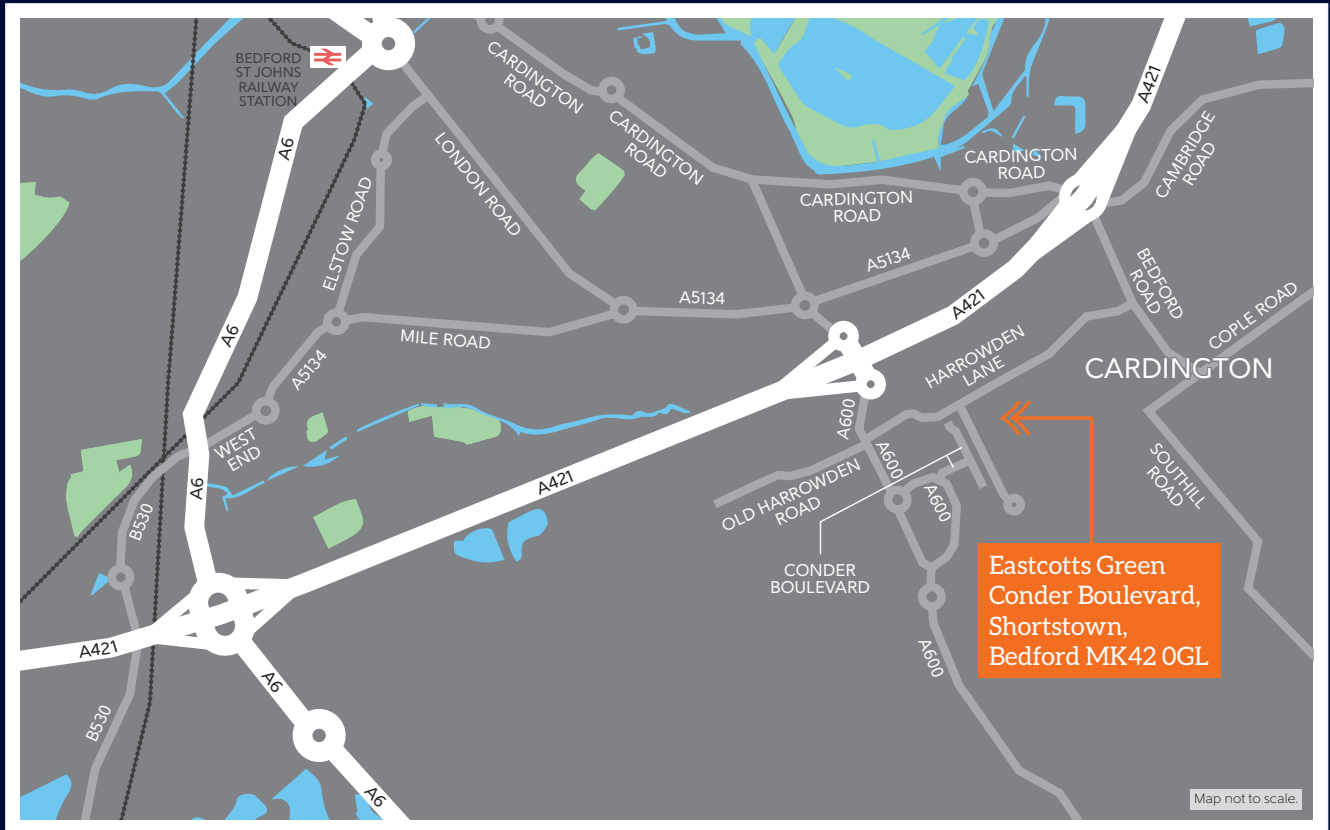 BEDFORD
ST JOHNS
RAILWAY
STATION
CARDINGTON
ROAD
A421
A6
CARDINGTON
ROAD
LONDON ROAD
CARDINGTON
ROAD
CAMBRIDGE
ROAD
ELSTOW ROAD
CARDINGTON
ROAD
A5134
BEDFORD
ROAD
A6
A5134
A421
COPLE ROAD
MILE ROAD
A5134
HARROWDEN
LANE
CARDINGTON
A600
WEST
END
A6
A421
A600
OLD HARROWDEN
ROAD
A600
SOUTHILL
ROAD
B530
CONDER
BOULEVARD
Eastcotts Green
Conder Boulevard,
Shortstown,
Bedford MK42 0GL
A421
A6
A600
B530
A6
Map not to scale.